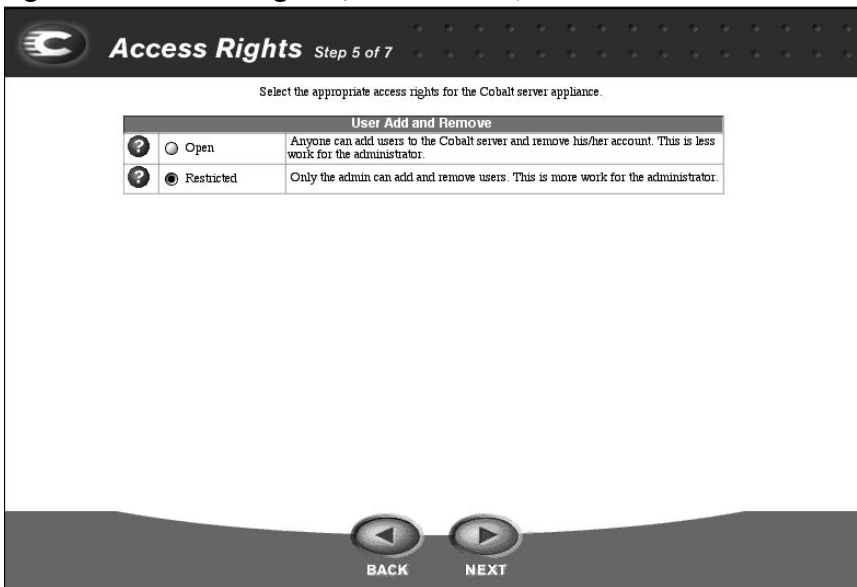 Access Rights Step 5 of 7
Select the appropriate access rights for the Cobalt server appliance.
User Add and Remove
? Open
Anyone can add users to the Cobalt server and remove his/her account. This is less
work for the administrator.
? Restricted
Only the admin can add and remove users. This is more work for the administrator.
BACK NEXT